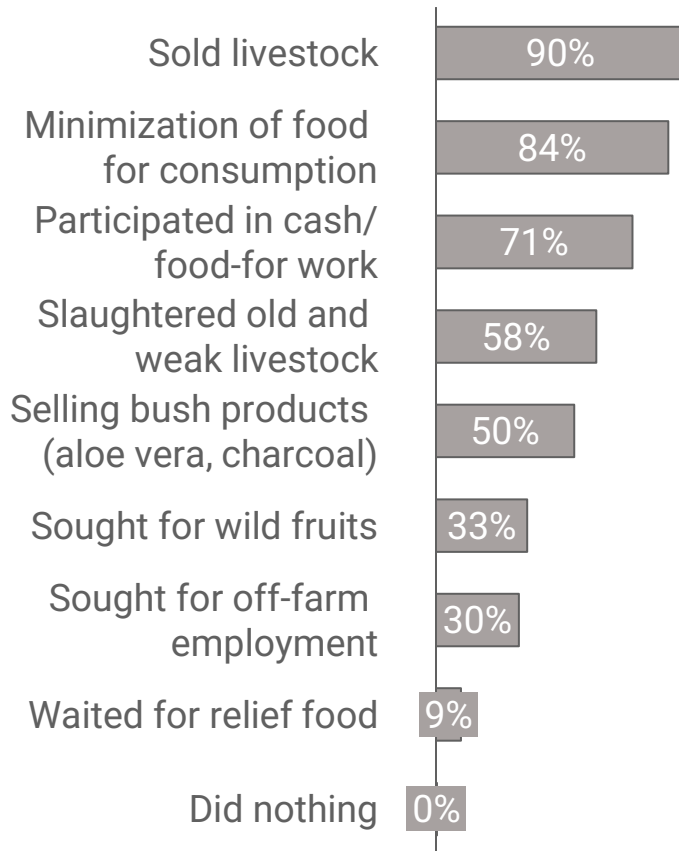 Sold livestock 90%
Minimization of food
for consumption 84%
Participated in cash/
food-for work 71%
Slaughtered old and
weak livestock 58%
Selling bush products
(aloe vera, charcoal) 50%
Sought for wild fruits 33%
Sought for off-farm
employment 30%
Waited for relief food 9%
Did nothing 0%